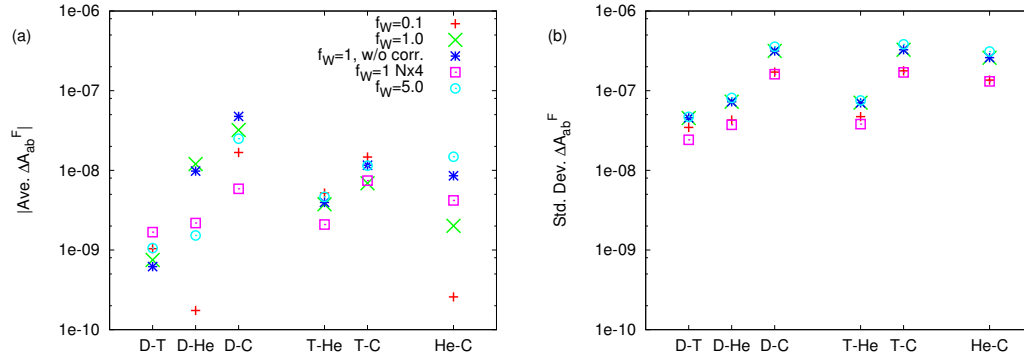 (a)
|Ave. ΔA_ab^F|
1e-06
1e-07
1e-08
1e-09
1e-10
f_W=0.1
f_W=1.0
f_W=1, w/o corr.
f_W=1 Nx4
f_W=5.0
D-T D-He D-C T-He T-C He-C
(b)
Std. Dev. ΔA_ab^F
1e-06
1e-07
1e-08
1e-09
1e-10
D-T D-He D-C T-He T-C He-C